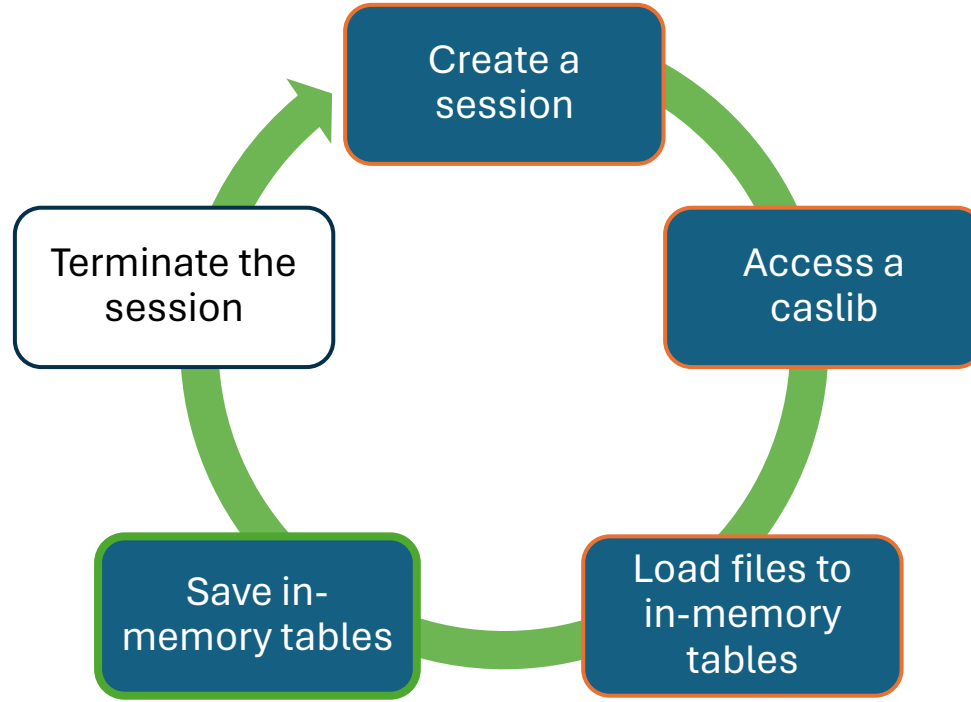 Create a
session
Access a
caslib
Load files to
in-memory
tables
Save in-
memory tables
Terminate the
session